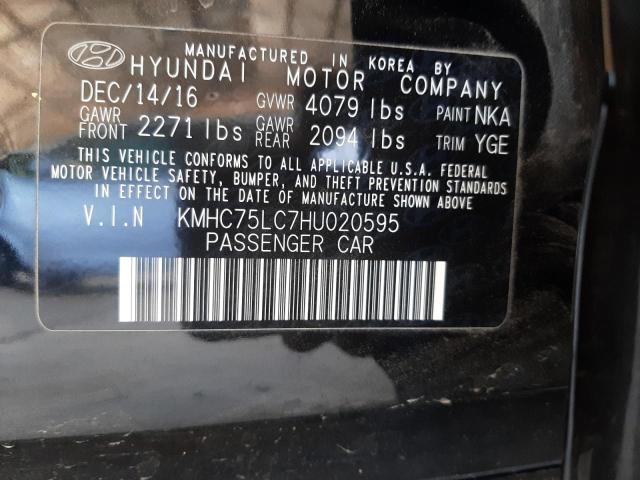 MANUFACTURED IN KOREA BY
HYUNDAI MOTOR COMPANY
DEC/14/16 GVWR 4079 lbs PAINT NKA
GAWR FRONT 2271 lbs GAWR REAR 2094 lbs TRIM YGE
THIS VEHICLE CONFORMS TO ALL APPLICABLE U.S.A. FEDERAL
MOTOR VEHICLE SAFETY, BUMPER, AND THEFT PREVENTION STANDARDS
IN EFFECT ON THE DATE OF MANUFACTURE SHOWN ABOVE
V.I.N KMHC75LC7HU020595
PASSENGER CAR